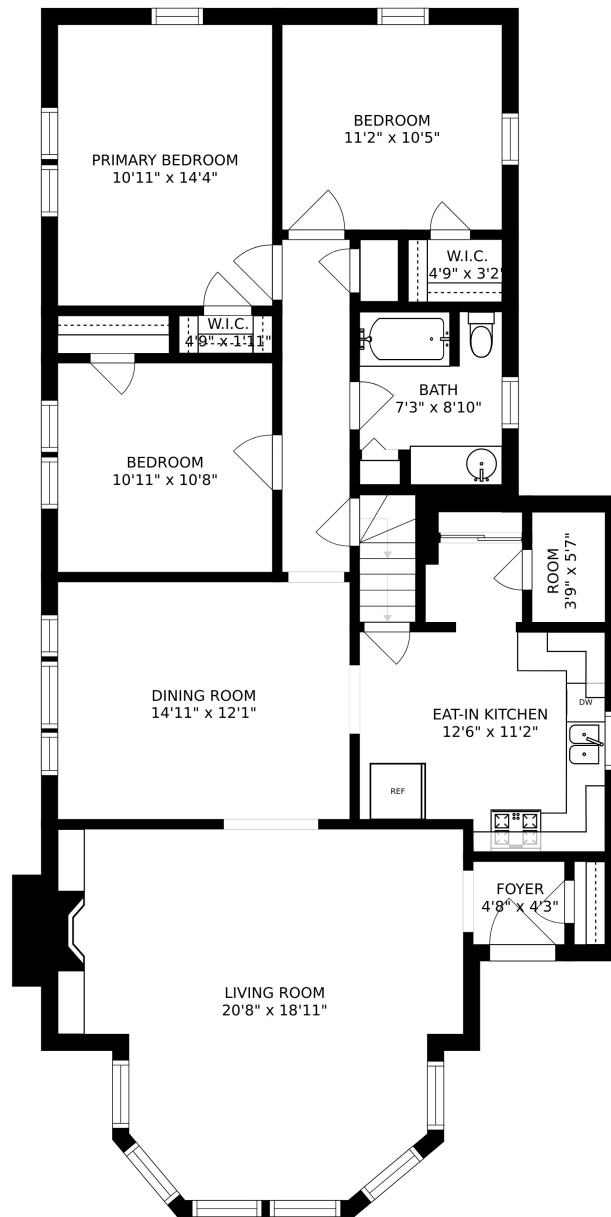 BEDROOM
11'2" x 10'5"
PRIMARY BEDROOM
10'11" x 14'4"
W.I.C.
4'9" x 3'2"
W.I.C.
4'9" x 1'11"
BATH
7'3" x 8'10"
BEDROOM
10'11" x 10'8"
ROOM
3'9" x 5'7"
DINING ROOM
14'11" x 12'1"
DW
EAT-IN KITCHEN
12'6" x 11'2"
REF
FOYER
4'8" x 4'3"
LIVING ROOM
20'8" x 18'11"